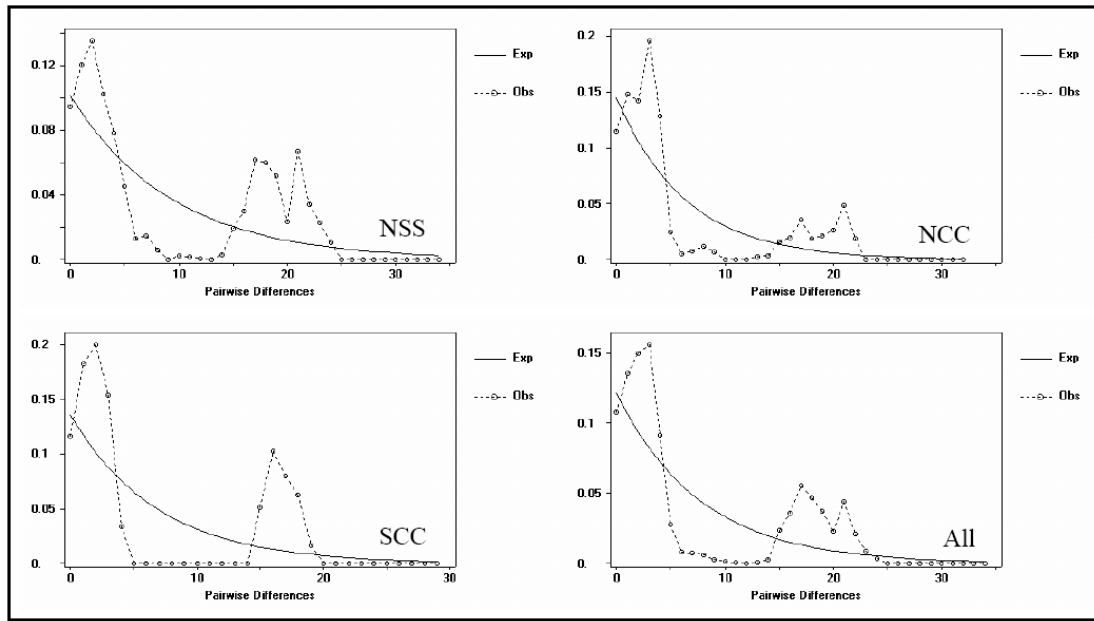 0.12
0.08
0.04
0.
0 10 20 30
Pairwise Differences
Exp
Obs
NSS
0.2
0.15
0.1
0.05
0.
0 10 20 30
Pairwise Differences
Exp
Obs
NCC
0.2
0.15
0.1
0.05
0.
0 10 20 30
Pairwise Differences
Exp
Obs
SCC
0.15
0.1
0.05
0.
0 10 20 30
Pairwise Differences
Exp
Obs
All